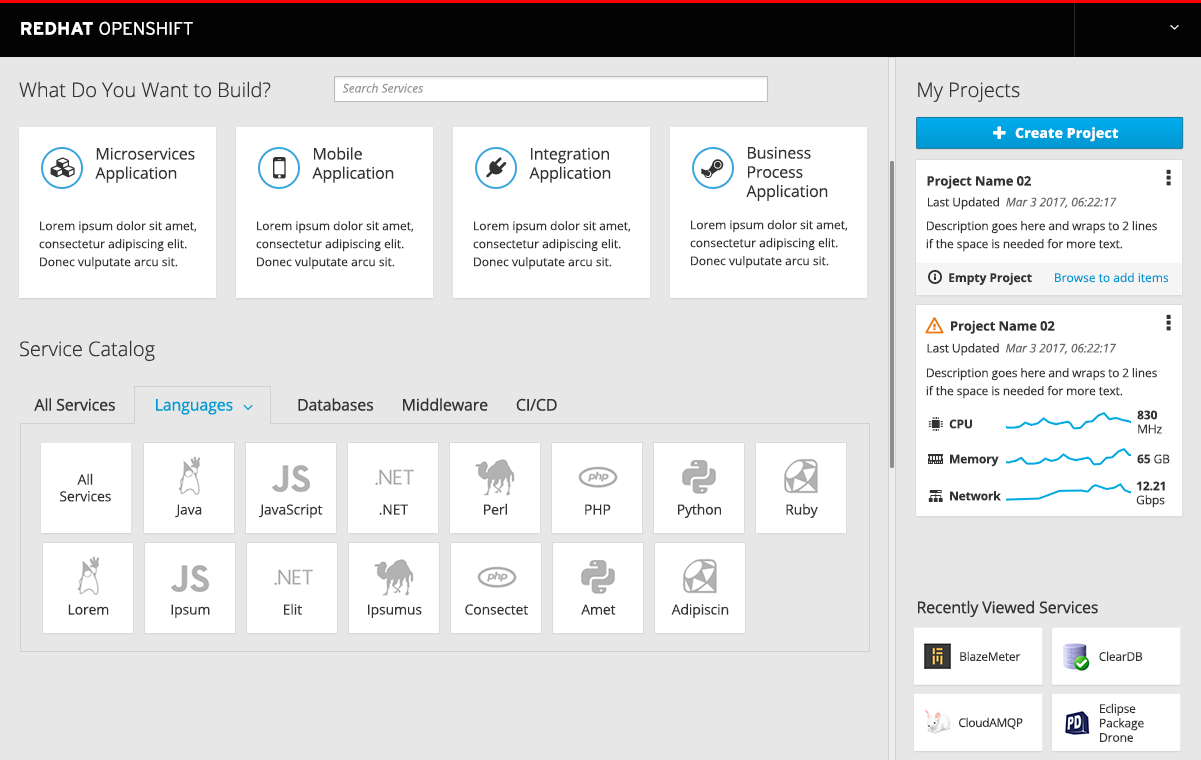 REDHAT OPENSHIFT
What Do You Want to Build?
Search Services
Microservices
Application
Lorem ipsum dolor sit amet,
consectetur adipiscing elit.
Donec vulputate arcu sit.
Mobile
Application
Lorem ipsum dolor sit amet,
consectetur adipiscing elit.
Donec vulputate arcu sit.
Integration
Application
Lorem ipsum dolor sit amet,
consectetur adipiscing elit.
Donec vulputate arcu sit.
Business
Process
Application
Lorem ipsum dolor sit amet,
consectetur adipiscing elit.
Donec vulputate arcu sit.
Service Catalog
All Services
Languages
Databases
Middleware
CI/CD
All
Services
Java
JS
JavaScript
.NET
.NET
Perl
php
PHP
Python
Ruby
Lorem
JS
Ipsum
.NET
Elit
Ipsumus
php
Consectet
Amet
Adipiscin
My Projects
+ Create Project
Project Name 02
Last Updated Mar 3 2017, 06:22:17
Description goes here and wraps to 2 lines
if the space is needed for more text.
Empty Project Browse to add items
Project Name 02
Last Updated Mar 3 2017, 06:22:17
Description goes here and wraps to 2 lines
if the space is needed for more text.
CPU
830
MHz
Memory
65 GB
Network
12.21
Gbps
Recently Viewed Services
BlazeMeter
ClearDB
CloudAMQP
PD
Eclipse
Package
Drone